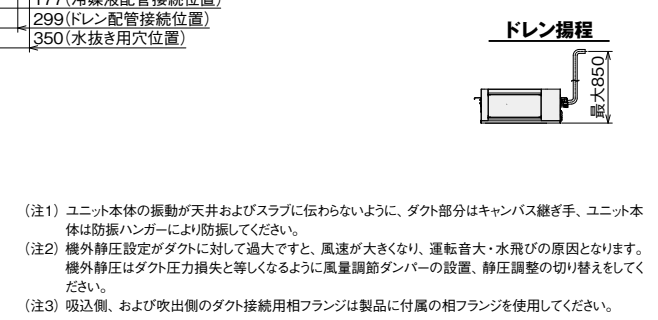 177(冷媒液配管接続位置)
299(ドレン配管接続位置)
350(水抜き用穴位置)
ドレン揚程
最大850
(注1) ユニット本体の振動が天井およびスラブに伝わらないように、ダクト部分はキャンバス継ぎ手、ユニット本
体は防振ハンガーにより防振してください。
(注2) 機外静圧設定がダクトに対して過大ですと、風速が大きくなり、運転音大・水飛びの原因となります。
機外静圧はダクト圧力損失と等しくなるように風量調節ダンパーの設置、静圧調整の切り替えをしてく
ださい。
(注3) 吸込側、および吹出側のダクト接続用相フランジは製品に付属の相フランジを使用してください。